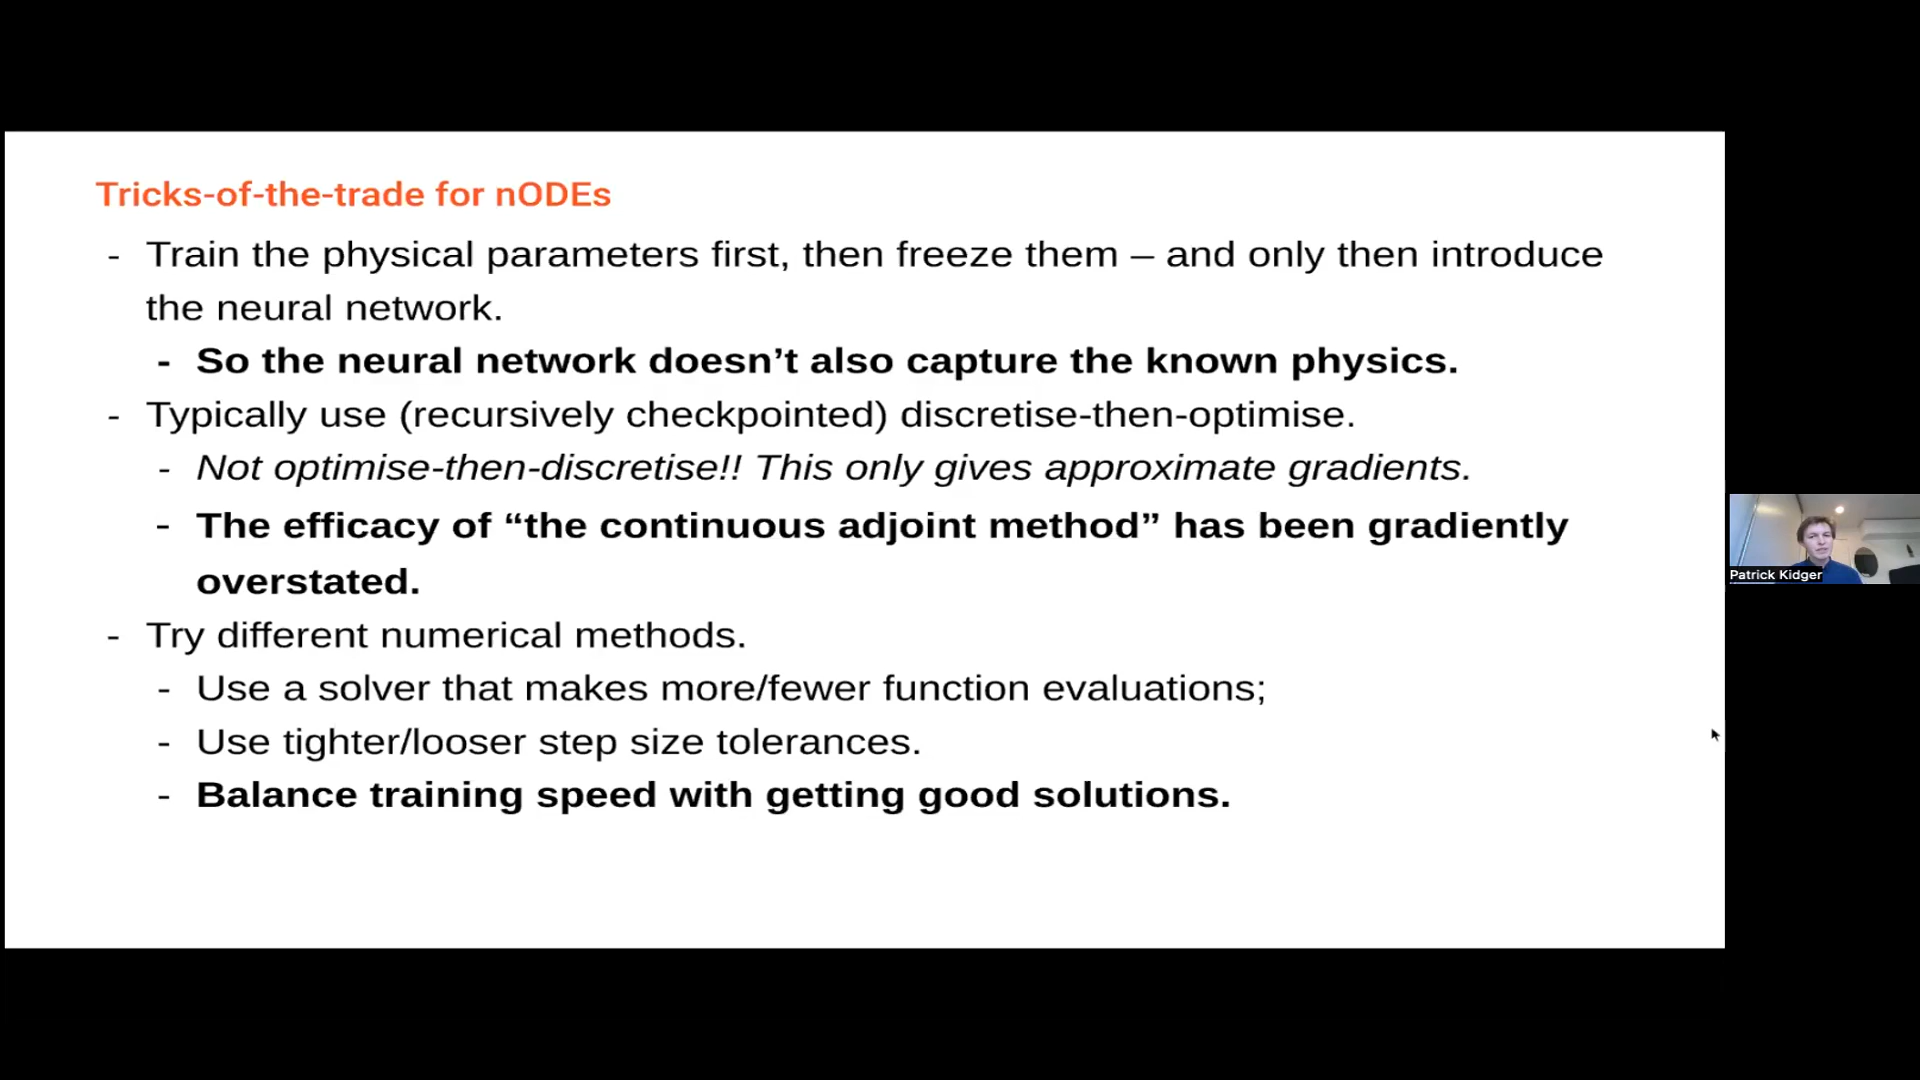 Tricks-of-the-trade for nODEs
- Train the physical parameters first, then freeze them – and only then introduce
the neural network.
- So the neural network doesn’t also capture the known physics.
- Typically use (recursively checkpointed) discretise-then-optimise.
- Not optimise-then-discretise!! This only gives approximate gradients.
- The efficacy of “the continuous adjoint method” has been gradiently
overstated.
- Try different numerical methods.
- Use a solver that makes more/fewer function evaluations;
- Use tighter/looser step size tolerances.
- Balance training speed with getting good solutions.
Patrick Kidger